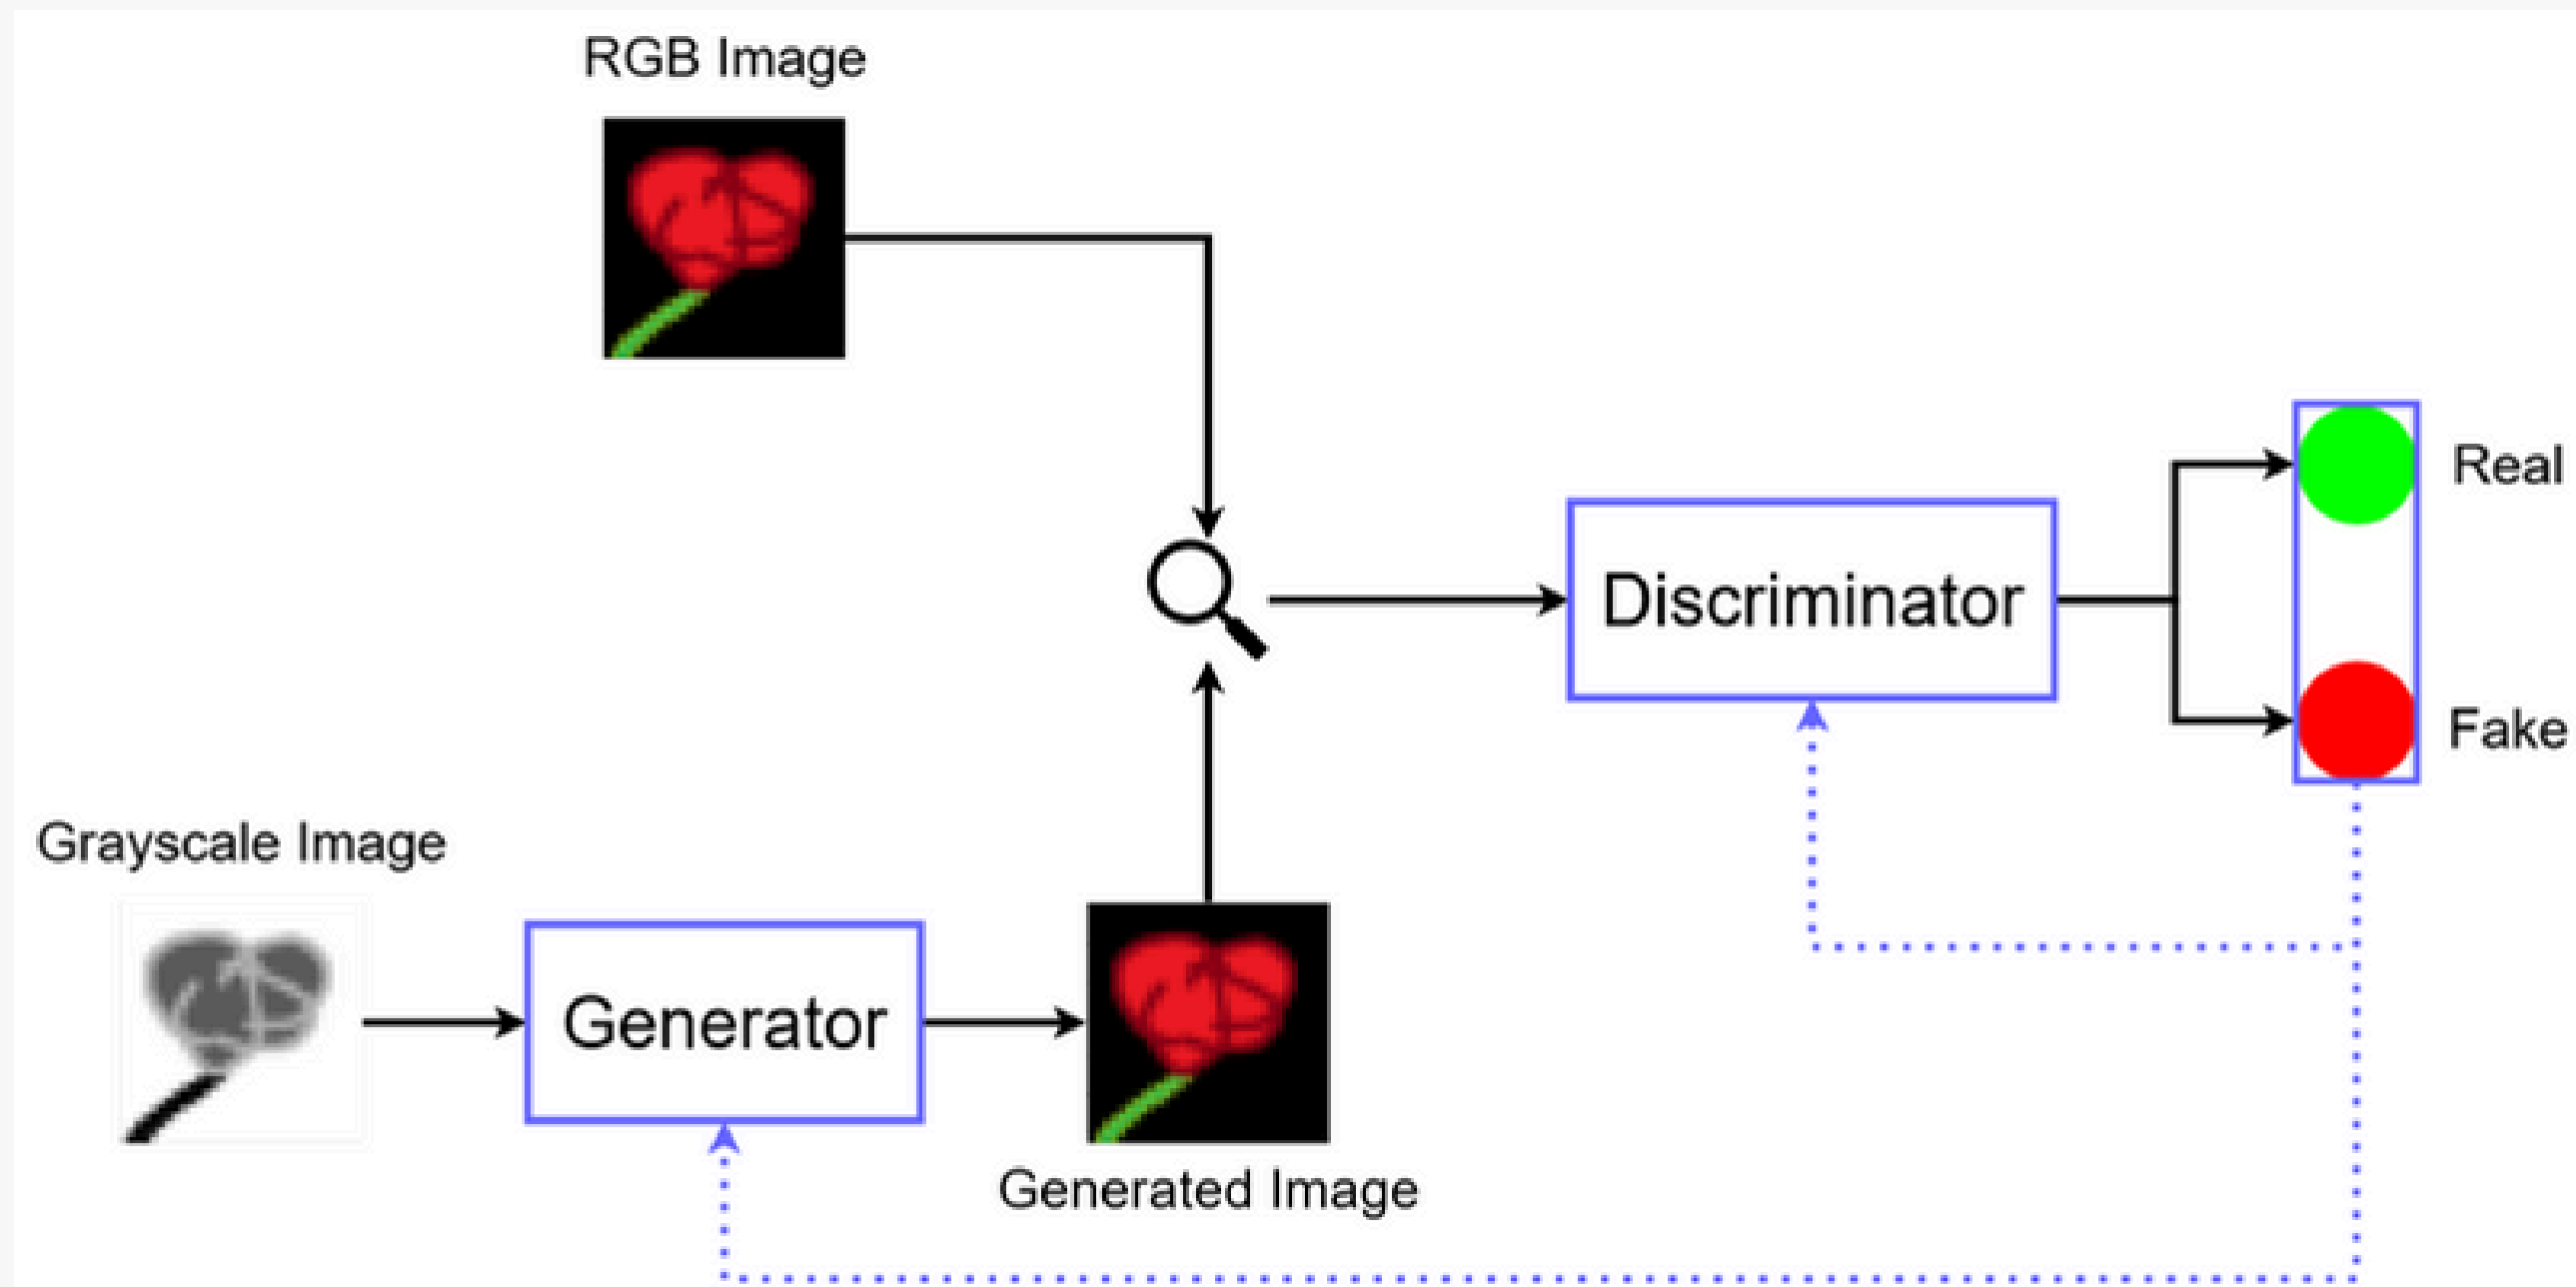 RGB Image
Real
Discriminator
Fake
Grayscale Image
Generator
Generated Image